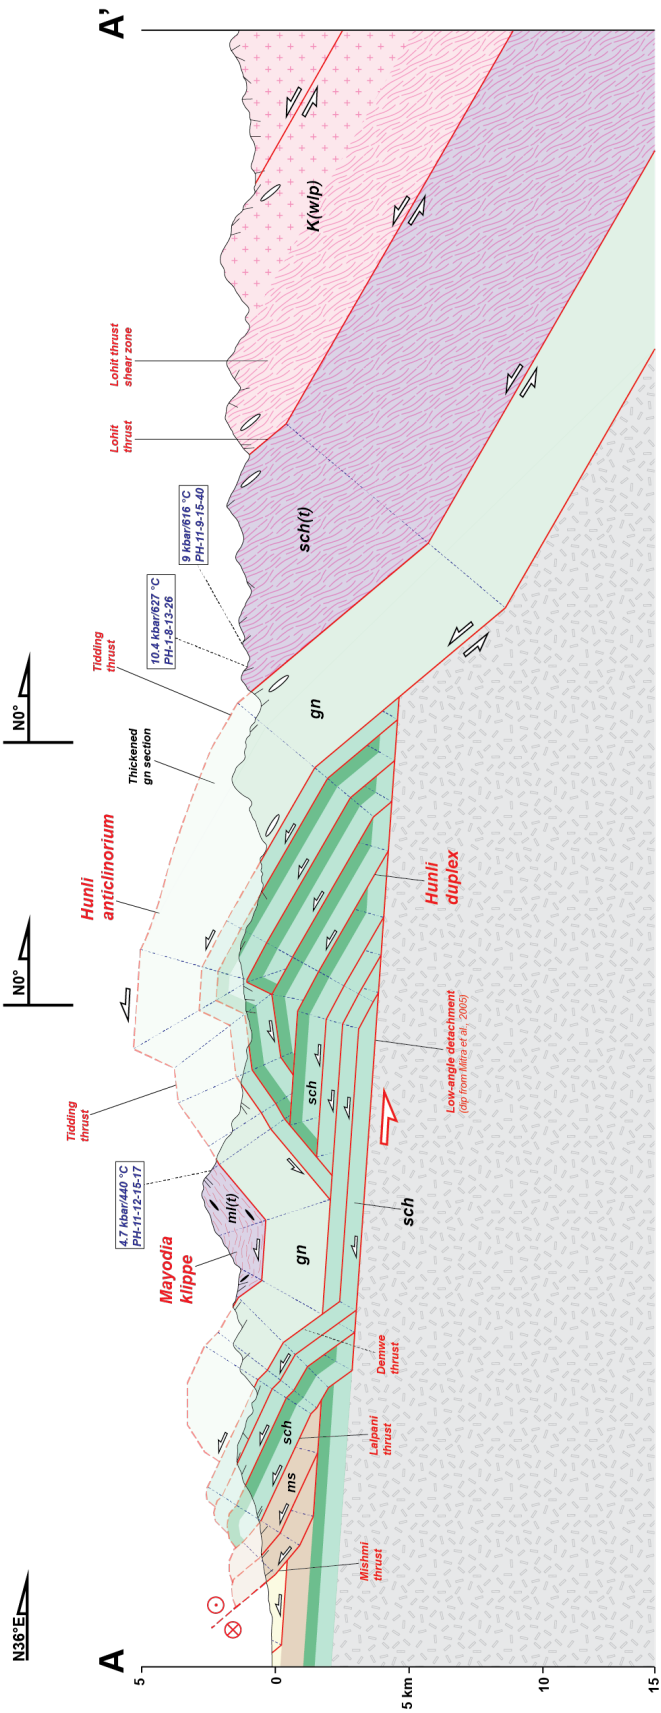 A
A'
N36°E
N0°
N0°
Hunli
anticlinorium
Thickened
gn section
Tidding
thrust
Tidding
thrust
Lohit
thrust
Lohit thrust
shear zone
4.7 kbar/440 °C
PH-11-12-15-17
10.4 kbar/627 °C
PH-1-8-13-26
9 kbar/616 °C
PH-11-9-15-40
Mayodia
klippe
ml(t)
gn
gn
sch(t)
K(wlp)
sch
sch
sch
ms
Mishmi
thrust
Lalpani
thrust
Demwe
thrust
Low-angle detachment
(dip from Mitra et al., 2005)
Hunli
duplex
5
0
5 km
10
15